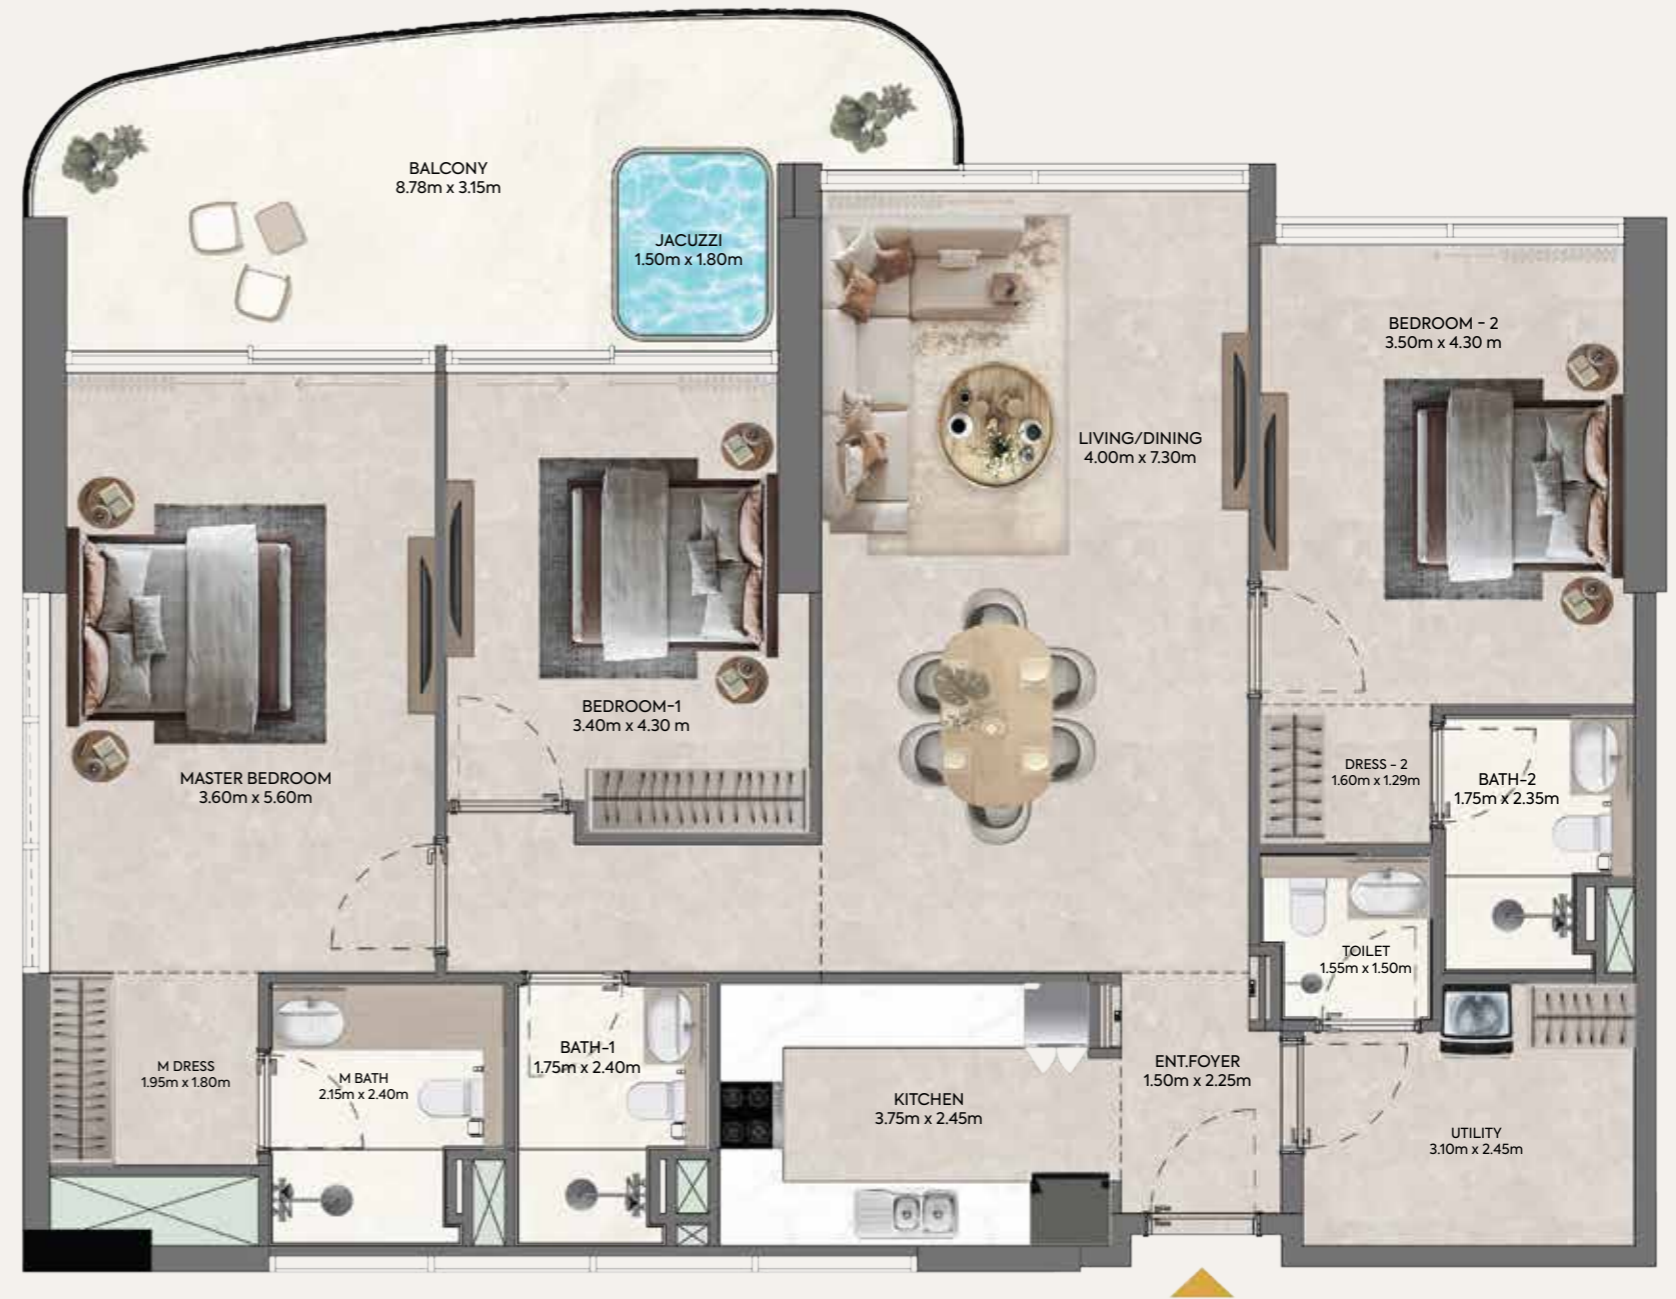 BALCONY
8.78m x 3.15m
JACUZZI
1.50m x 1.80m
BEDROOM - 2
3.50m x 4.30 m
LIVING/DINING
4.00m x 7.30m
BEDROOM-1
3.40m x 4.30 m
MASTER BEDROOM
3.60m x 5.60m
DRESS - 2
1.60m x 1.29m
BATH-2
1.75m x 2.35m
TOILET
1.55m x 1.50m
M DRESS
1.95m x 1.80m
M BATH
2.15m x 2.40m
BATH-1
1.75m x 2.40m
KITCHEN
3.75m x 2.45m
ENT.FOYER
1.50m x 2.25m
UTILITY
3.10m x 2.45m